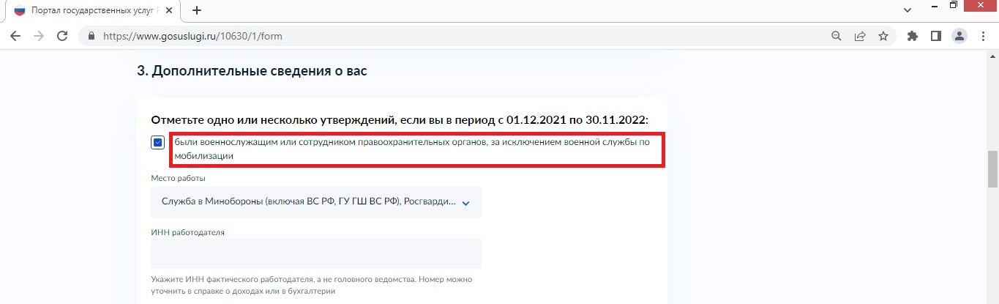 Портал государственных услуг Р
https://www.gosuslugi.ru/10630/1/form
3. Дополнительные сведения о вас
Отметьте одно или несколько утверждений, если вы в период с 01.12.2021 по 30.11.2022:
были военнослужащим или сотрудником правоохранительных органов, за исключением военной службы по
мобилизации
Место работы
Служба в Минобороны (включая ВС РФ, ГУ ГШ ВС РФ), Росгварди...
ИНН работодателя
Укажите ИНН фактического работодателя, а не головного ведомства. Номер можно
уточнить в справке о доходах или в бухгалтерии